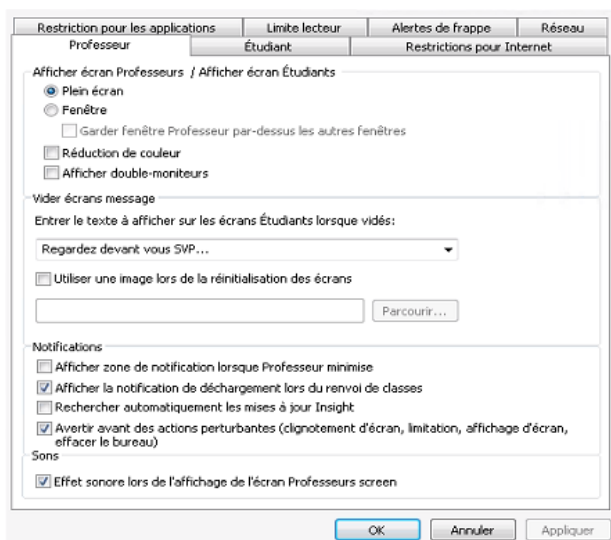 Restriction pour les applications Limite lecteur Alertes de frappe Réseau
Professeur Étudiant Restrictions pour Internet
Afficher écran Professeurs / Afficher écran Étudiants
Plein écran
Fenêtre
Garder fenêtre Professeur par-dessus les autres fenêtres
Réduction de couleur
Afficher double-moniteurs
Vider écrans message
Entrer le texte à afficher sur les écrans Étudiants lorsque vidés:
Regardez devant vous SVP...
Utiliser une image lors de la réinitialisation des écrans
Parcourir...
Notifications
Afficher zone de notification lorsque Professeur minimise
Afficher la notification de déchargement lors du renvoi de classes
Rechercher automatiquement les mises à jour Insight
Avertir avant des actions perturbantes (clignotement d'écran, limitation, affichage d'écran,
effacer le bureau)
Sons
Effet sonore lors de l'affichage de l'écran Professeurs screen
OK Annuler Appliquer